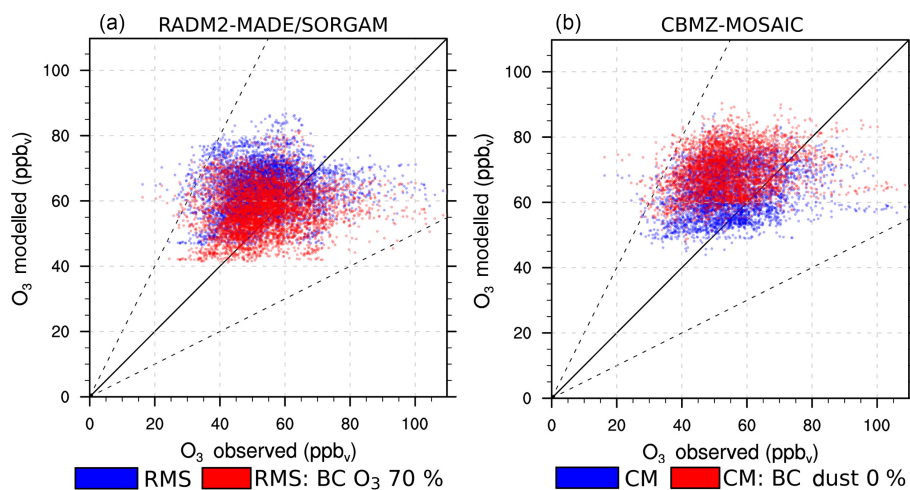 (a) RADM2-MADE/SORGAM
100
80
60
40
20
0
0 20 40 60 80 100
O₃ modelled (ppbᵥ)
O₃ observed (ppbᵥ)
RMS RMS: BC O₃ 70 %
(b) CBMZ-MOSAIC
100
80
60
40
20
0
0 20 40 60 80 100
O₃ modelled (ppbᵥ)
O₃ observed (ppbᵥ)
CM CM: BC dust 0 %